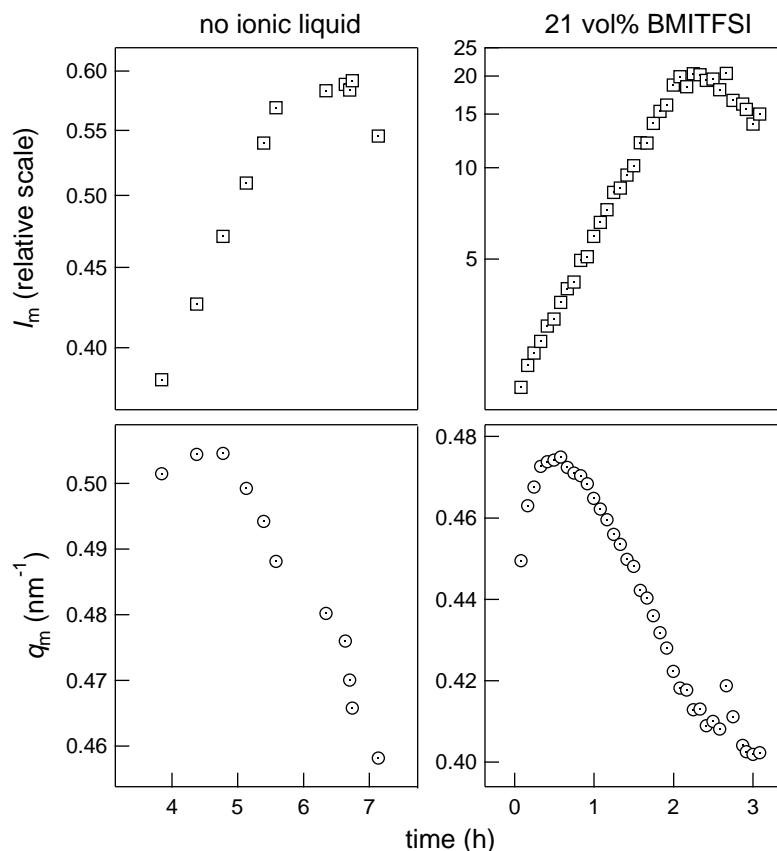 no ionic liquid
21 vol% BMITFSI
I_m (relative scale)
0.60
0.55
0.50
0.45
0.40
25
20
15
10
5
q_m (nm⁻¹)
0.50
0.49
0.48
0.47
0.46
0.48
0.46
0.44
0.42
0.40
4 5 6 7
0 1 2 3
time (h)